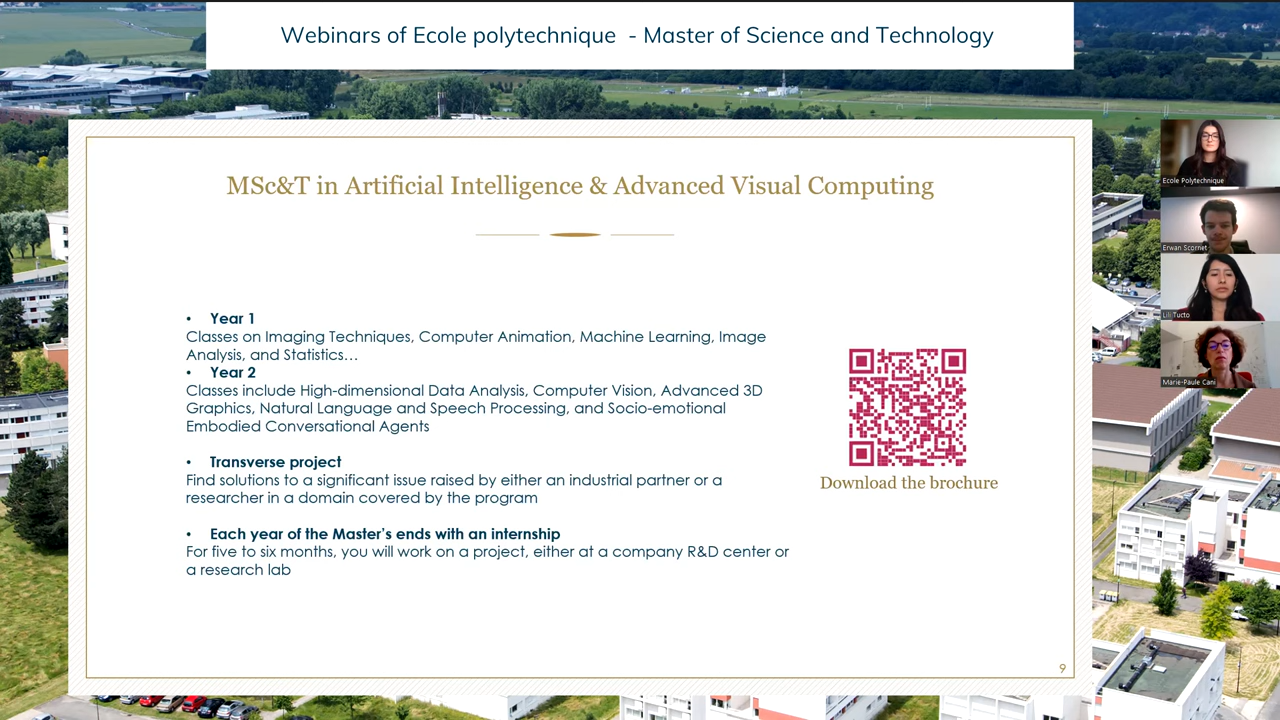 Webinars of Ecole polytechnique - Master of Science and Technology
MSc&T in Artificial Intelligence & Advanced Visual Computing
• Year 1
Classes on Imaging Techniques, Computer Animation, Machine Learning, Image
Analysis, and Statistics…
• Year 2
Classes include High-dimensional Data Analysis, Computer Vision, Advanced 3D
Graphics, Natural Language and Speech Processing, and Socio-emotional
Embodied Conversational Agents
• Transverse project
Find solutions to a significant issue raised by either an industrial partner or a
researcher in a domain covered by the program
• Each year of the Master’s ends with an internship
For five to six months, you will work on a project, either at a company R&D center or
a research lab
Download the brochure
9
Ecole Polytechnique
Erwan Scornet
Lili Tucto
Marie-Paule Cani